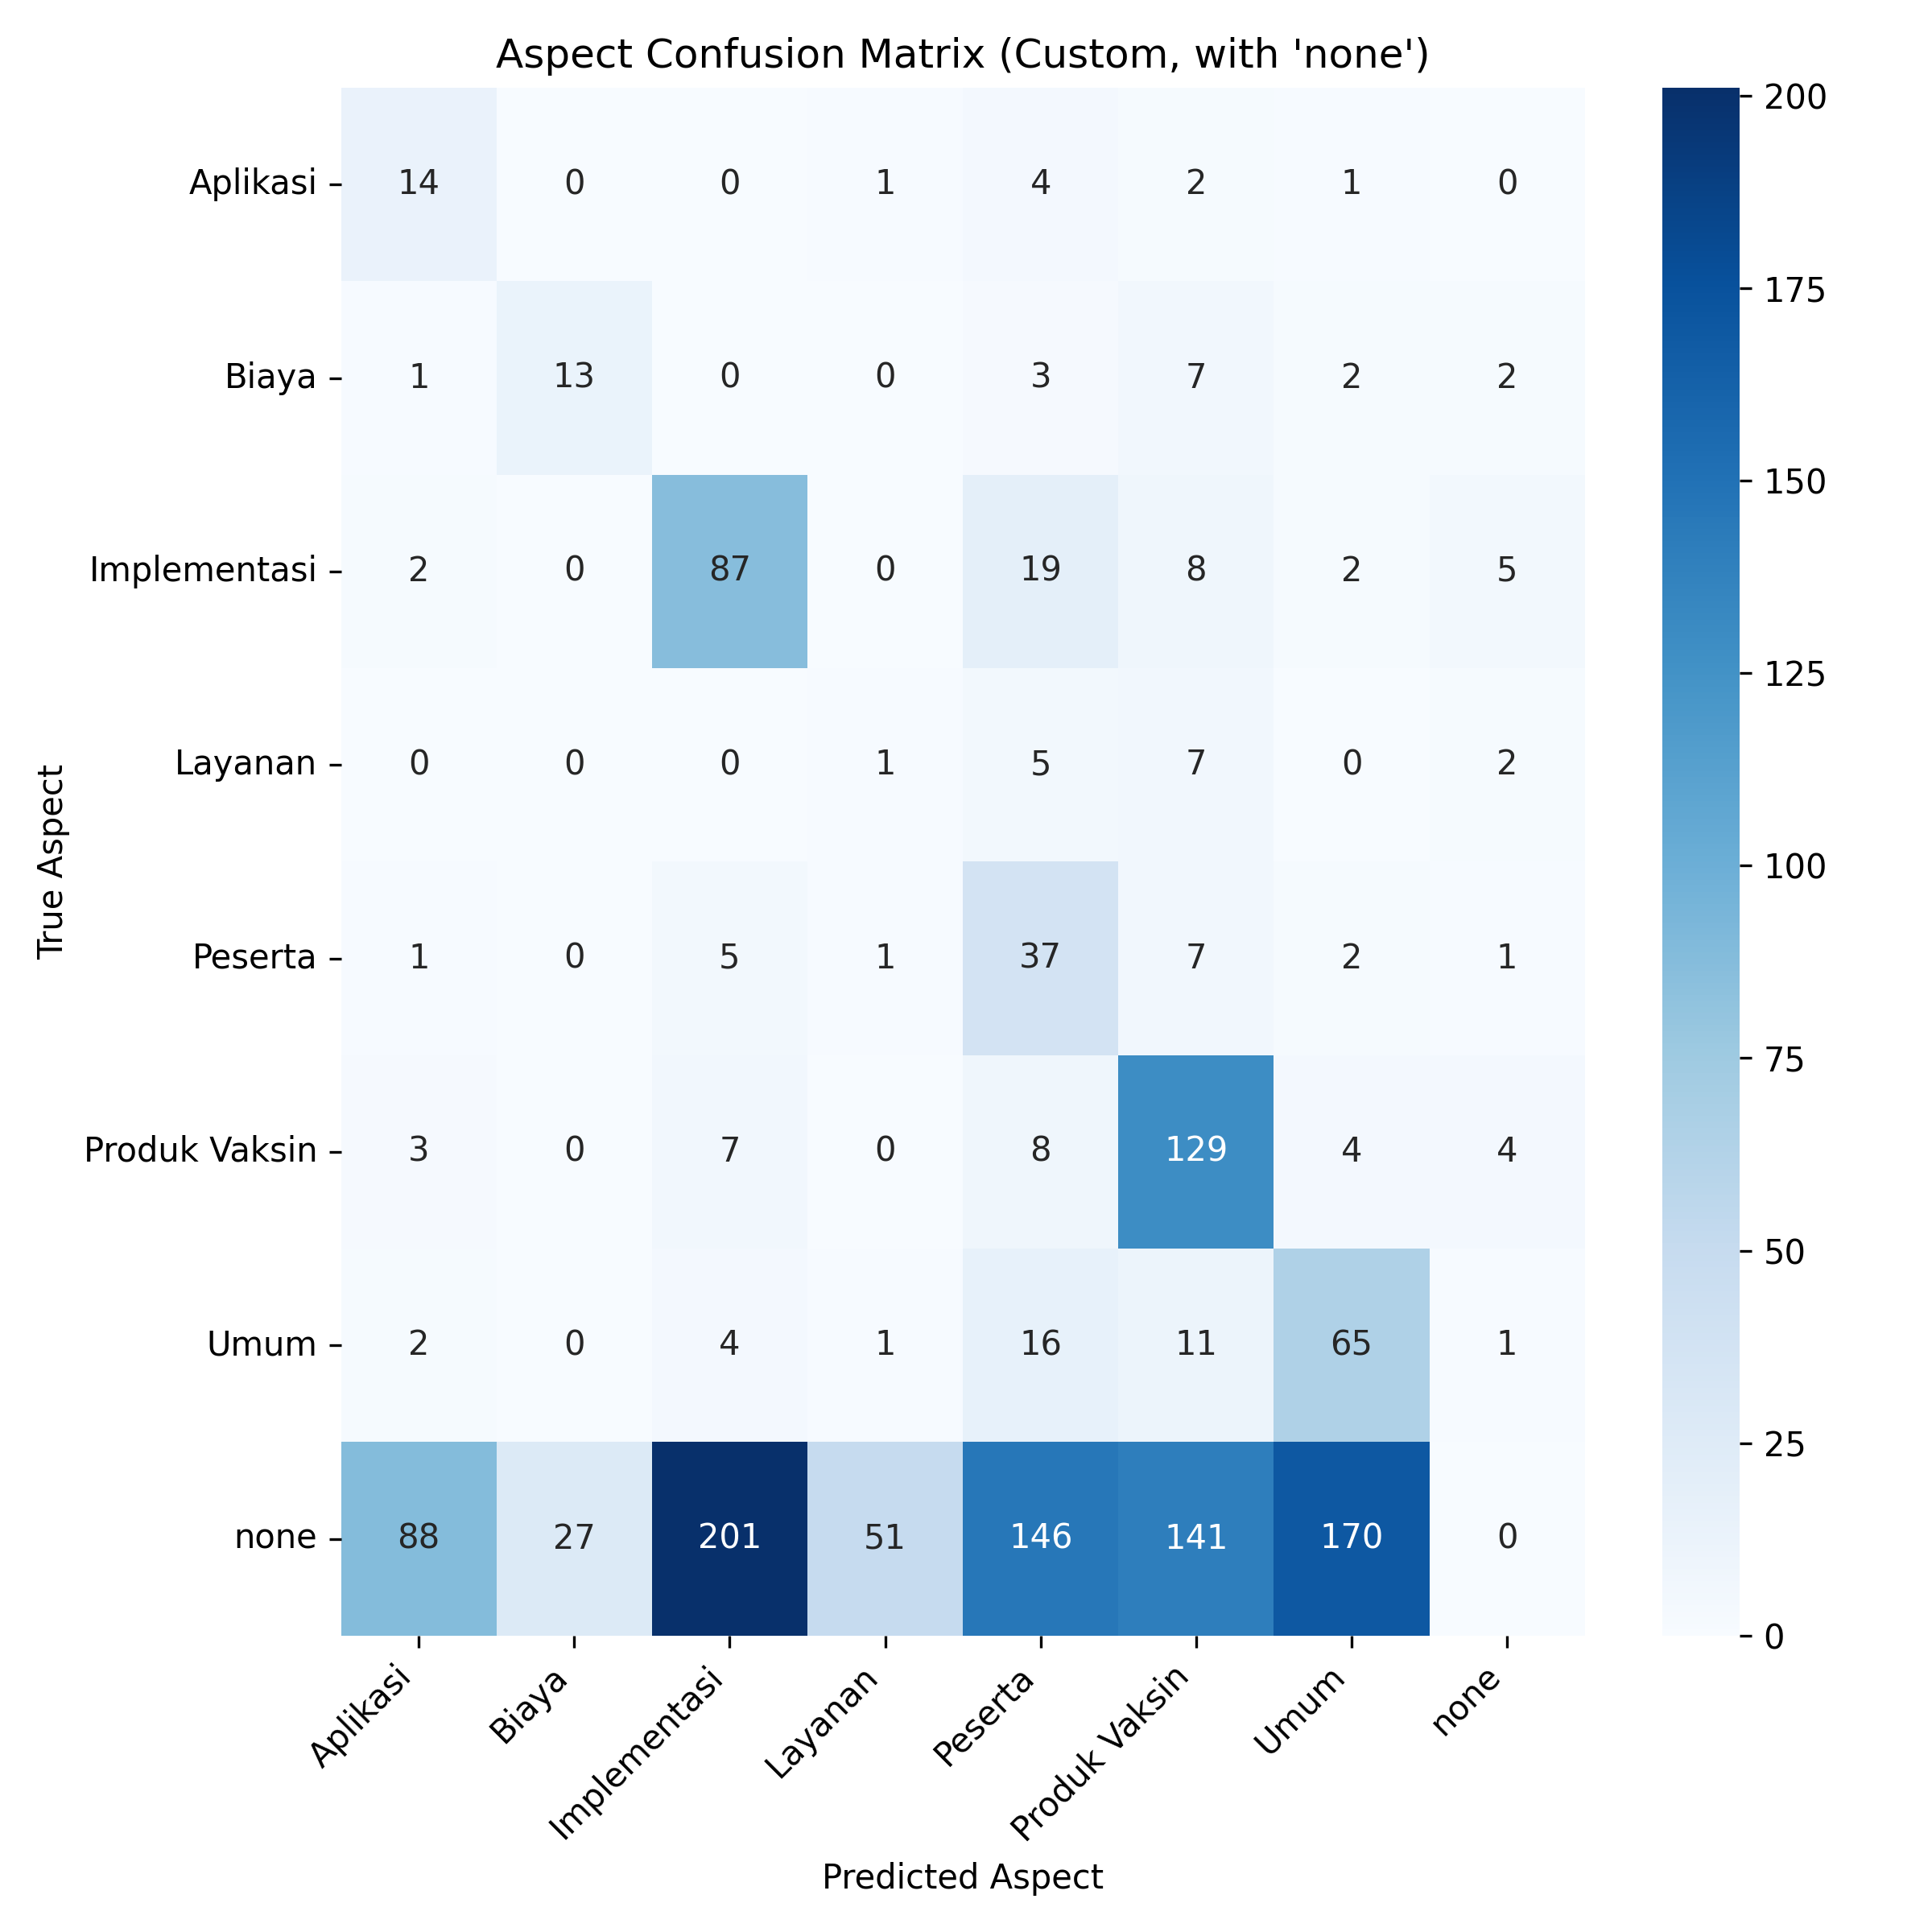 Aspect Confusion Matrix (Custom, with 'none')
True Aspect
Aplikasi 14 0 0 1 4 2 1 0
Biaya 1 13 0 0 3 7 2 2
Implementasi 2 0 87 0 19 8 2 5
Layanan 0 0 0 1 5 7 0 2
Peserta 1 0 5 1 37 7 2 1
Produk Vaksin 3 0 7 0 8 129 4 4
Umum 2 0 4 1 16 11 65 1
none 88 27 201 51 146 141 170 0
Aplikasi Biaya Implementasi Layanan Peserta Produk Vaksin Umum none
Predicted Aspect
200
175
150
125
100
75
50
25
0